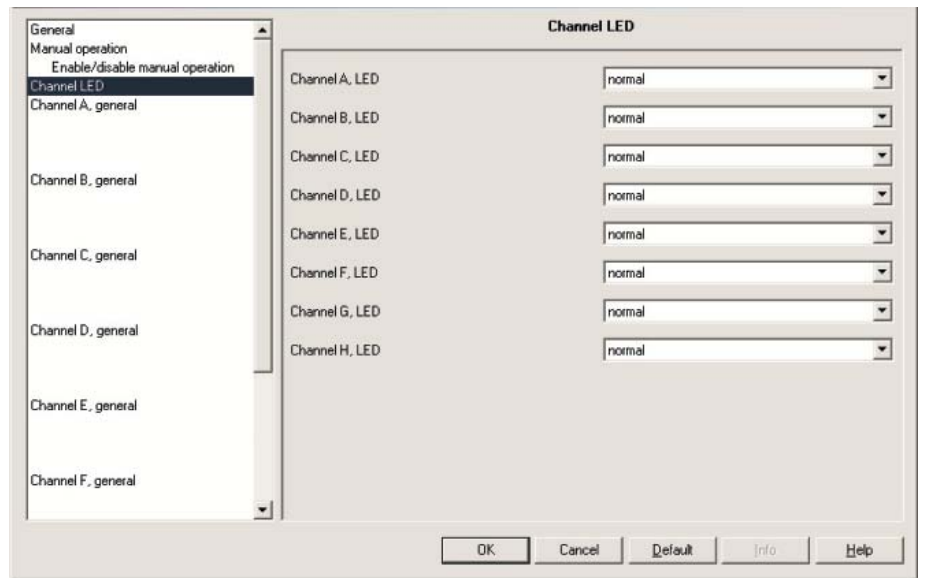 Channel LED
General
Manual operation
Enable/disable manual operation
Channel LED
Channel A, general
Channel B, general
Channel C, general
Channel D, general
Channel E, general
Channel F, general
Channel A, LED normal
Channel B, LED normal
Channel C, LED normal
Channel D, LED normal
Channel E, LED normal
Channel F, LED normal
Channel G, LED normal
Channel H, LED normal
OK Cancel Default Info Help